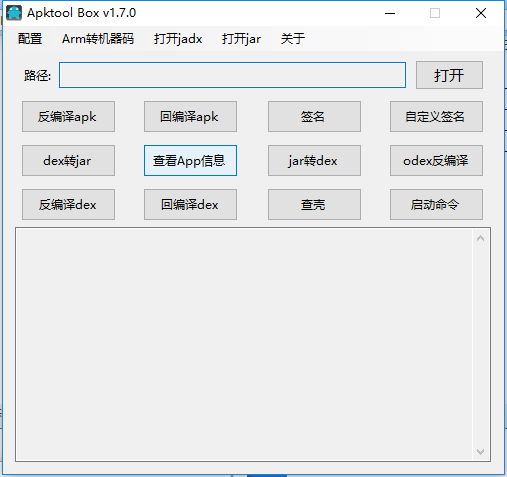 Apktool Box v1.7.0
配置 Arm转机器码 打开jadx 打开jar 关于
路径: 打开
反编译apk 回编译apk 签名 自定义签名
dex转jar 查看App信息 jar转dex odex反编译
反编译dex 回编译dex 查壳 启动命令